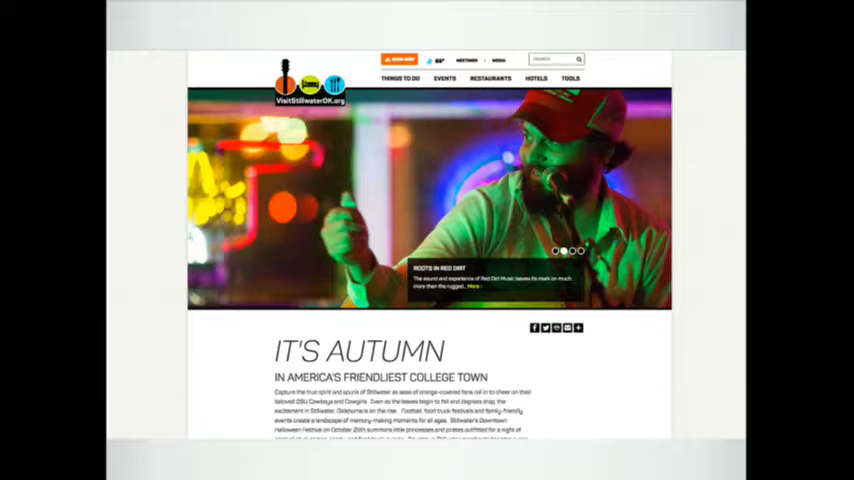 BOOK NOW
56°
MEETINGS
MEDIA
SEARCH
THINGS TO DO
EVENTS
RESTAURANTS
HOTELS
TOOLS
VisitStillwaterOK.org
ROOTS IN RED DIRT
The sound and experience of Red Dirt Music leaves its mark on much
more than the rugged... More ›
IT'S AUTUMN
IN AMERICA'S FRIENDLIEST COLLEGE TOWN
Capture the true spirit and spunk of Stillwater as seas of orange-covered fans roll in to cheer on their
beloved OSU Cowboys and Cowgirls. Even as the leaves begin to fall and degrees drop, the
excitement in Stillwater, Oklahoma is on the rise. Football, food truck festivals and family-friendly
events create a landscape of memory-making moments for all ages. Stillwater's Downtown
Halloween Festival on October 25th summons little princesses and pirates outfitted for a night of